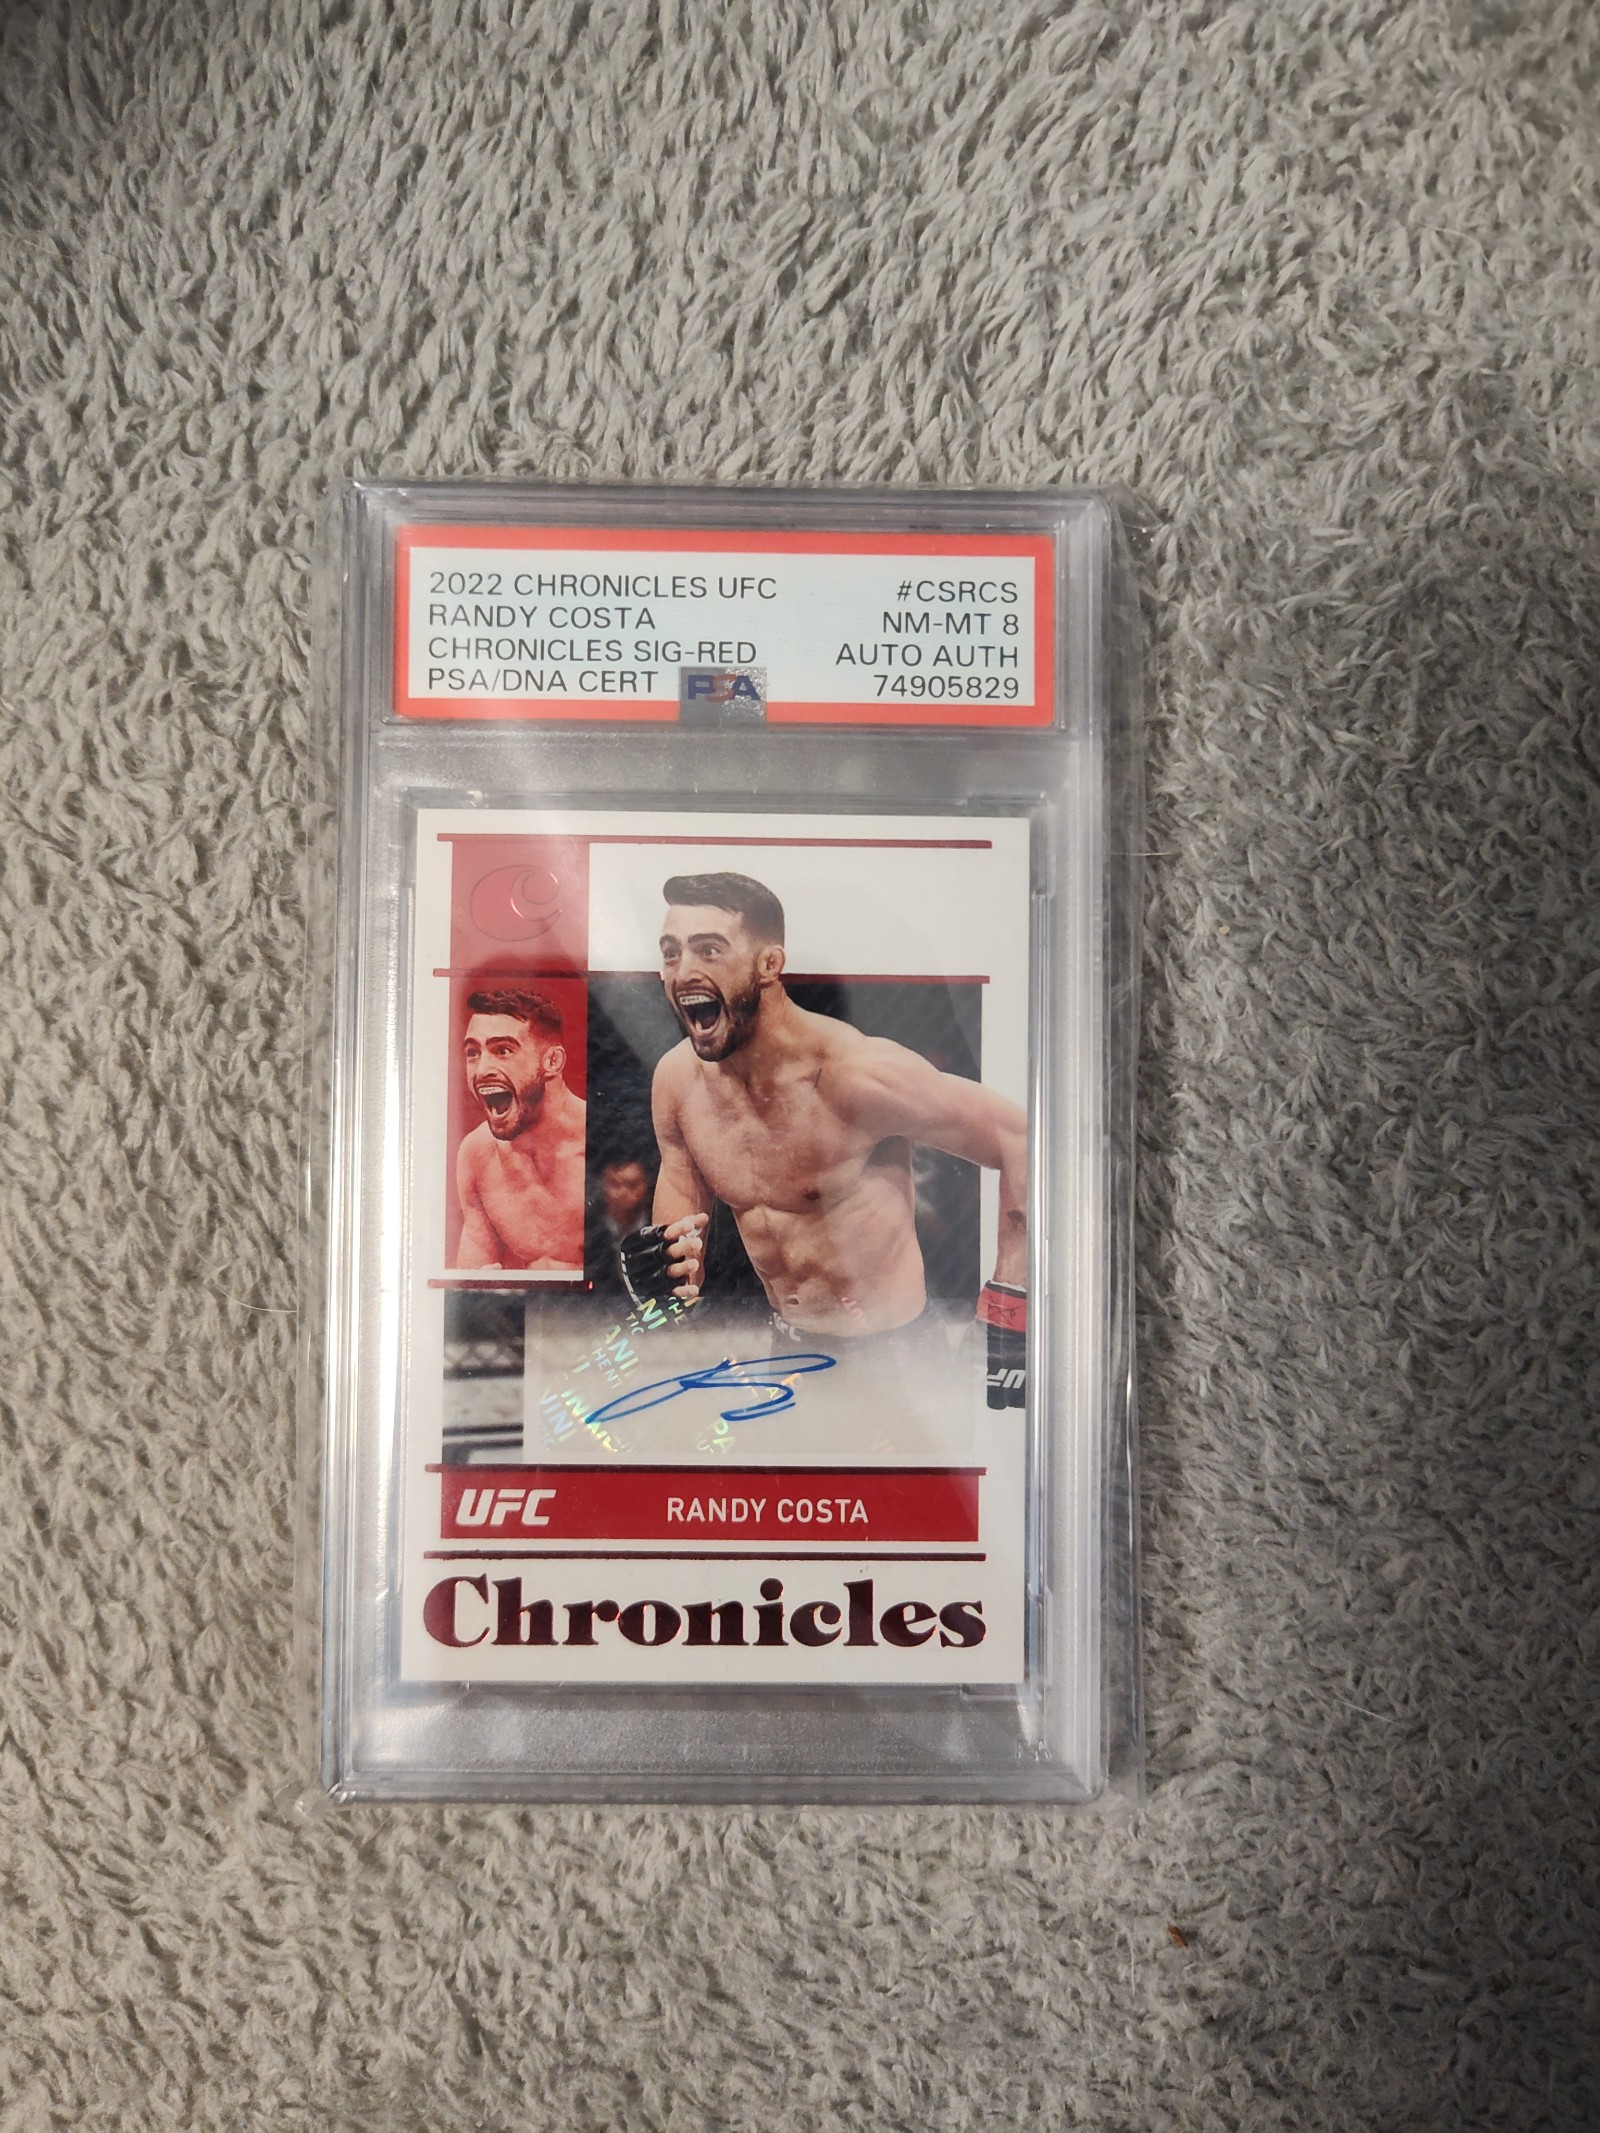 2022 CHRONICLES UFC #CSRCS
RANDY COSTA NM-MT 8
CHRONICLES SIG-RED AUTO AUTH
PSA/DNA CERT PSA 74905829
UFC RANDY COSTA
Chronicles